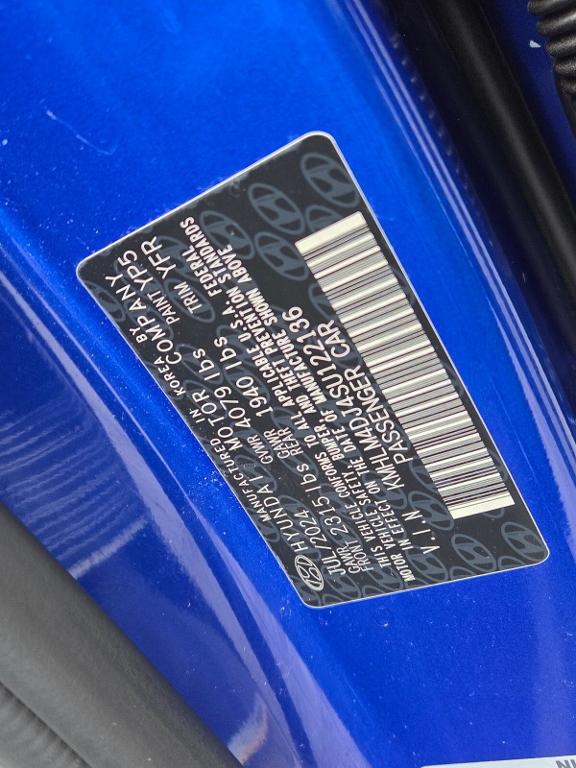 MANUFACTURED IN KOREA BY
HYUNDAI MOTOR COMPANY
JUL/2024 GVWR 4079 lbs PAINT YP5
GAWR
FRONT 2315 lbs REAR 1940 lbs TRIM YFR
THIS VEHICLE CONFORMS TO ALL APPLICABLE U.S.A FEDERAL
MOTOR VEHICLE SAFETY, BUMPER, AND THEFT PREVENTION STANDARDS
IN EFFECT ON THE DATE OF MANUFACTURE SHOWN ABOVE
V.I.N KMHLM4DJ4SU122136
PASSENGER CAR